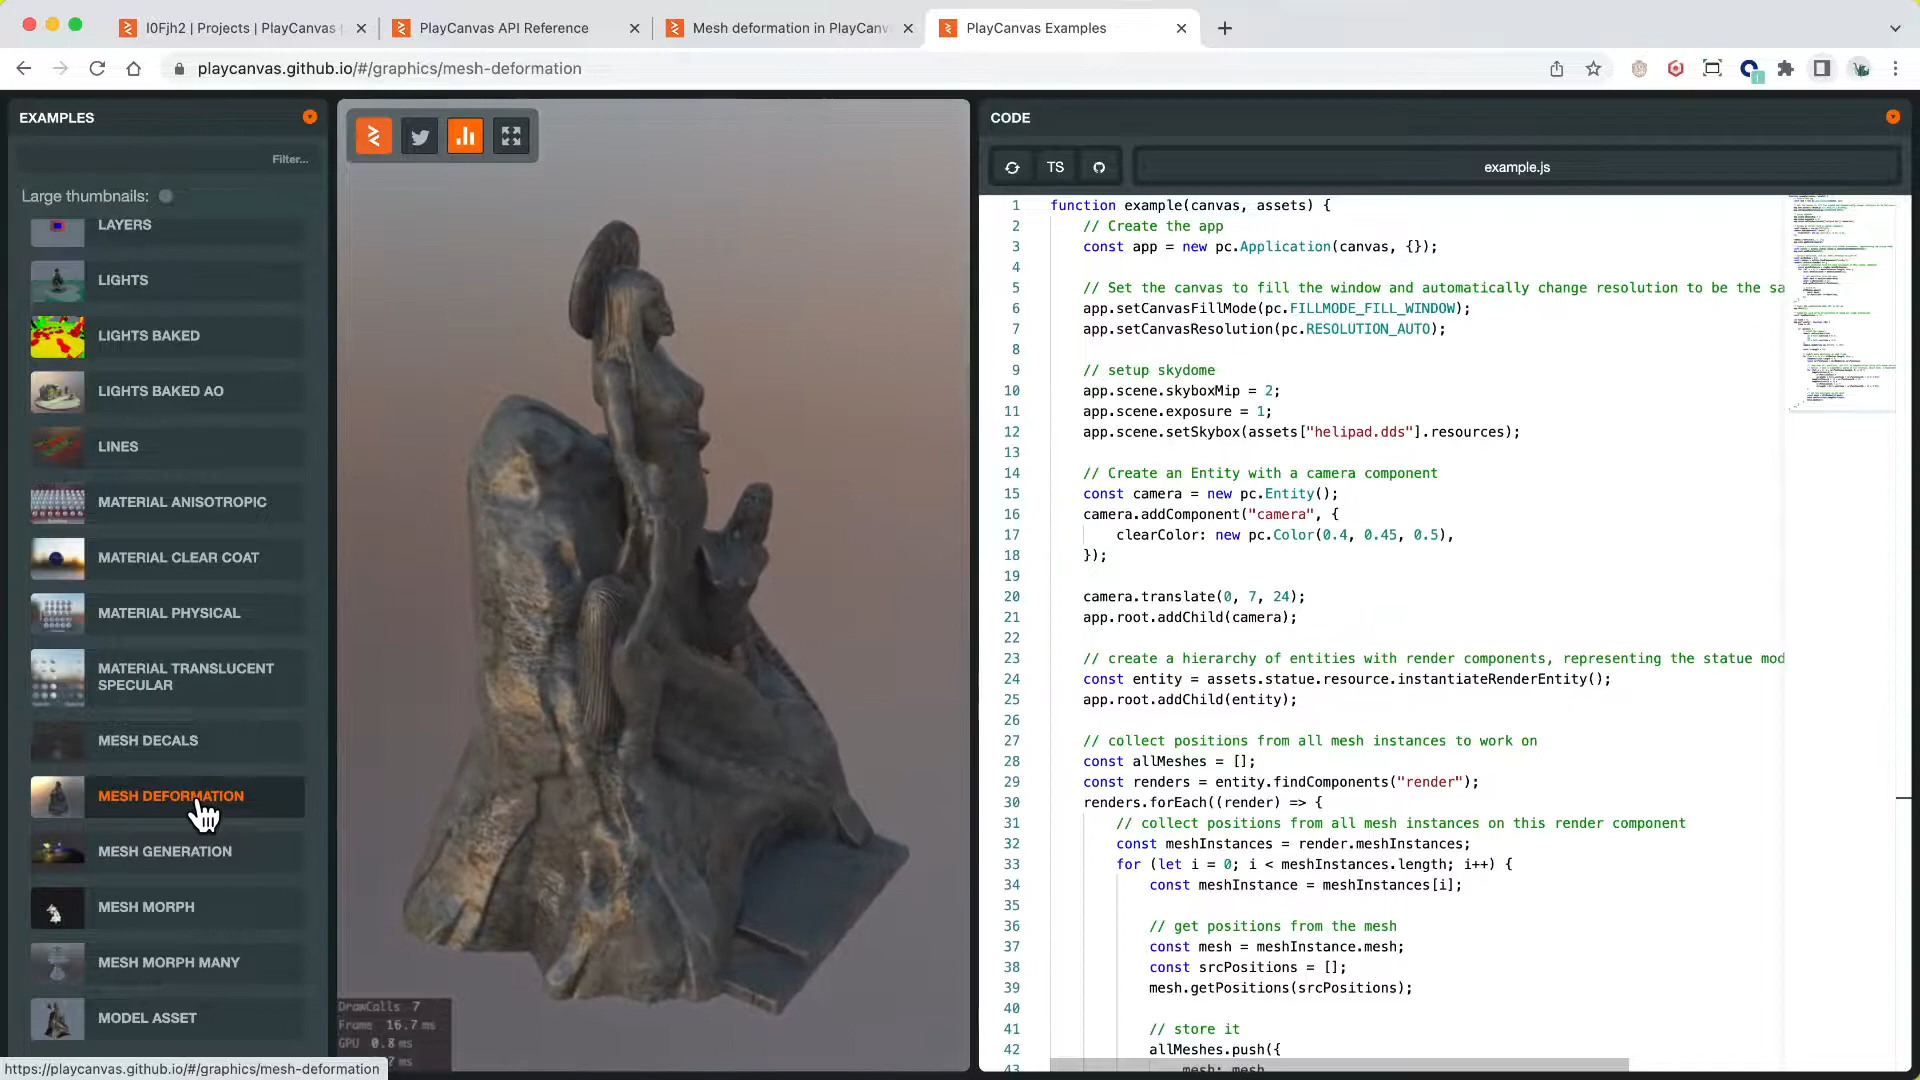 I0Fjh2 | Projects | PlayCanvas
PlayCanvas API Reference
Mesh deformation in PlayCanv
PlayCanvas Examples
playcanvas.github.io/#/graphics/mesh-deformation
EXAMPLES
Filter...
Large thumbnails:
LAYERS
LIGHTS
LIGHTS BAKED
LIGHTS BAKED AO
LINES
MATERIAL ANISOTROPIC
MATERIAL CLEAR COAT
MATERIAL PHYSICAL
MATERIAL TRANSLUCENT
SPECULAR
MESH DECALS
MESH DEFORMATION
MESH GENERATION
MESH MORPH
MESH MORPH MANY
MODEL ASSET
https://playcanvas.github.io/#/graphics/mesh-deformation
DrawCalls 7
Frame 16.7 ms
GPU 0.8 ms
ms
CODE
TS
example.js
1 function example(canvas, assets) {
2 // Create the app
3 const app = new pc.Application(canvas, {});
4
5 // Set the canvas to fill the window and automatically change resolution to be the sa
6 app.setCanvasFillMode(pc.FILLMODE_FILL_WINDOW);
7 app.setCanvasResolution(pc.RESOLUTION_AUTO);
8
9 // setup skydome
10 app.scene.skyboxMip = 2;
11 app.scene.exposure = 1;
12 app.scene.setSkybox(assets["helipad.dds"].resources);
13
14 // Create an Entity with a camera component
15 const camera = new pc.Entity();
16 camera.addComponent("camera", {
17 clearColor: new pc.Color(0.4, 0.45, 0.5),
18 });
19
20 camera.translate(0, 7, 24);
21 app.root.addChild(camera);
22
23 // create a hierarchy of entities with render components, representing the statue mod
24 const entity = assets.statue.resource.instantiateRenderEntity();
25 app.root.addChild(entity);
26
27 // collect positions from all mesh instances to work on
28 const allMeshes = [];
29 const renders = entity.findComponents("render");
30 renders.forEach((render) => {
31 // collect positions from all mesh instances on this render component
32 const meshInstances = render.meshInstances;
33 for (let i = 0; i < meshInstances.length; i++) {
34 const meshInstance = meshInstances[i];
35
36 // get positions from the mesh
37 const mesh = meshInstance.mesh;
38 const srcPositions = [];
39 mesh.getPositions(srcPositions);
40
41 // store it
42 allMeshes.push({
43 mesh: mesh